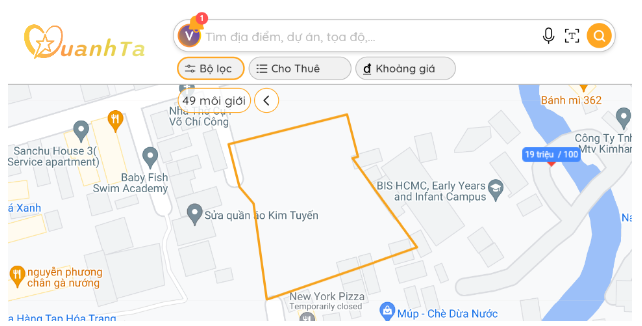 QuanhTa
V
1
Tìm địa điểm, dự án, tọa độ,...
T
Bộ lọc
Cho Thuê
đ Khoảng giá
49 môi giới
Võ Chí Công
Bánh mì 362
Sanchu House 3(
Service apartment)
Công Ty Tnh
Mtv Kimhan
19 triệu / 100
Baby Fish
Swim Academy
BIS HCMC, Early Years
and Infant Campus
á Xanh
Sửa quần áo Kim Tuyến
Na
nguyễn phương
chân gà nướng
New York Pizza
Temporarily closed
Múp - Chè Dừa Nước
a Hàng Tân Hóa Trang